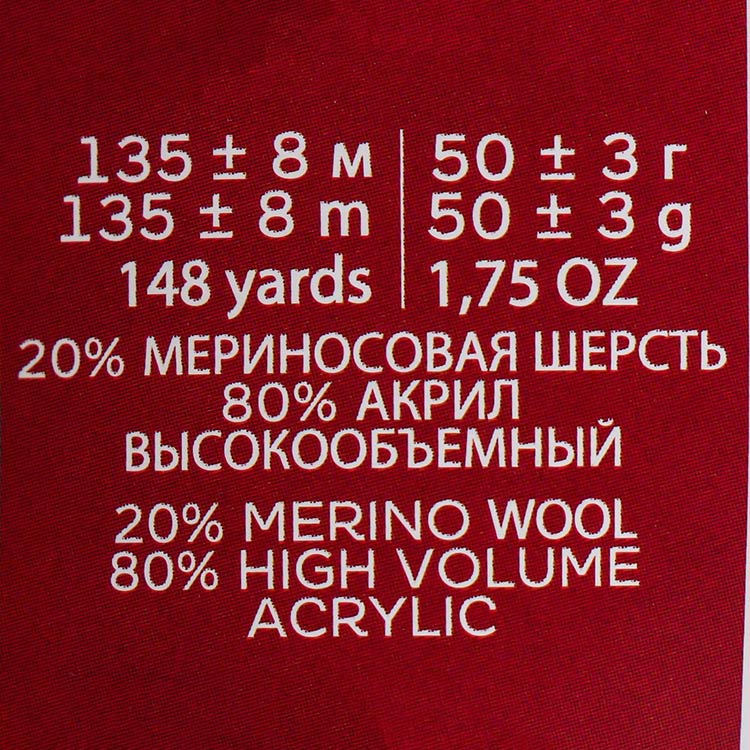 135 ± 8 м 50 ± 3 г
135 ± 8 m 50 ± 3 g
148 yards 1,75 OZ
20% МЕРИНОСОВАЯ ШЕРСТЬ
80% АКРИЛ
ВЫСОКООБЪЕМНЫЙ
20% MERINO WOOL
80% HIGH VOLUME
ACRYLIC